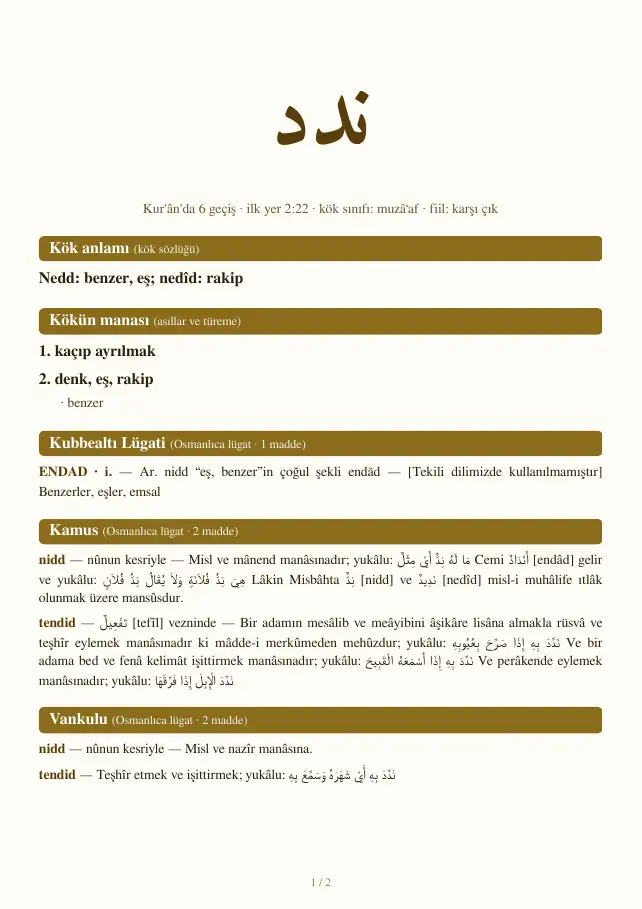 ندد
Kur'ân'da 6 geçiş · ilk yer 2:22 · kök sınıfı: muzâ'af · fiil: karşı çık
Kök anlamı (kök sözlüğü)
Nedd: benzer, eş; nedîd: rakip
Kökün manası (asıllar ve türeme)
1. kaçıp ayrılmak
2. denk, eş, rakip
· benzer
Kubbealtı Lügati (Osmanlıca lügat · 1 madde)
ENDAD · i. — Ar. nidd “eş, benzer”in çoğul şekli endād — [Tekili dilimizde kullanılmamıştır]
Benzerler, eşler, emsal
Kamus (Osmanlıca lügat · 2 madde)
nidd — nûnun kesriyle — Misl ve mânend manâsınadır; yukâlu: مَا لَهُ نِدٌّ أَيْ مِثْلٌ Cemi أَنْدَادٌ [endâd] gelir
ve yukâlu: هِيَ نِدُّ فُلاَنَةٍ وَلاَ يُقَالُ نِدُّ فُلاَنٍ Lâkin Misbâhta نِدٌّ [nidd] ve نَدِيدٌ [nedîd] misl-i muhâlife ıtlâk
olunmak üzere mansûsdur.
tendid — تَفْعِيلٌ [tefîl] vezninde — Bir adamın mesâlib ve meâyibini âşikâre lisâna almakla rüsvâ ve
teşhîr eylemek manâsınadır ki mâdde-i merkûmeden mehûzdur; yukâlu: نَدَّدَ بِهِ إِذَا صَرَّحَ بِعُيُوبِهِ Ve bir
adama bed ve fenâ kelimât işittirmek manâsınadır; yukâlu: نَدَّدَ بِهِ إِذَا أَسْمَعَهُ الْقَبِيحَ Ve perâkende eylemek
manâsınadır; yukâlu: نَدَّدَ الْإِبِلَ إِذَا فَرَّقَهَا
Vankulu (Osmanlıca lügat · 2 madde)
nidd — nûnun kesriyle — Misl ve nazîr manâsına.
tendid — Teşhîr etmek ve işittirmek; yukâlu: نَدَّدَ بِهِ أَيْ شَهَرَهُ وَسَمَّعَ بِهِ
1 / 2